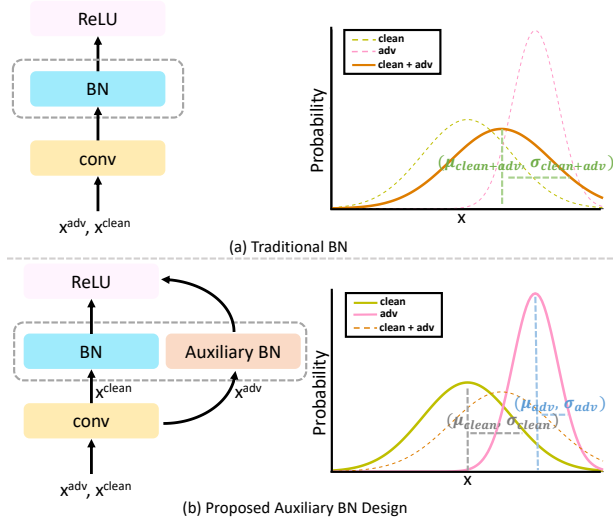 ReLU
BN
conv
x^adv, x^clean
clean
adv
clean + adv
Probability
(μ_clean+adv, σ_clean+adv)
x
(a) Traditional BN
ReLU
BN
Auxiliary BN
x^clean
x^adv
conv
x^adv, x^clean
clean
adv
clean + adv
Probability
(μ_adv, σ_adv)
(μ_clean, σ_clean)
x
(b) Proposed Auxiliary BN Design